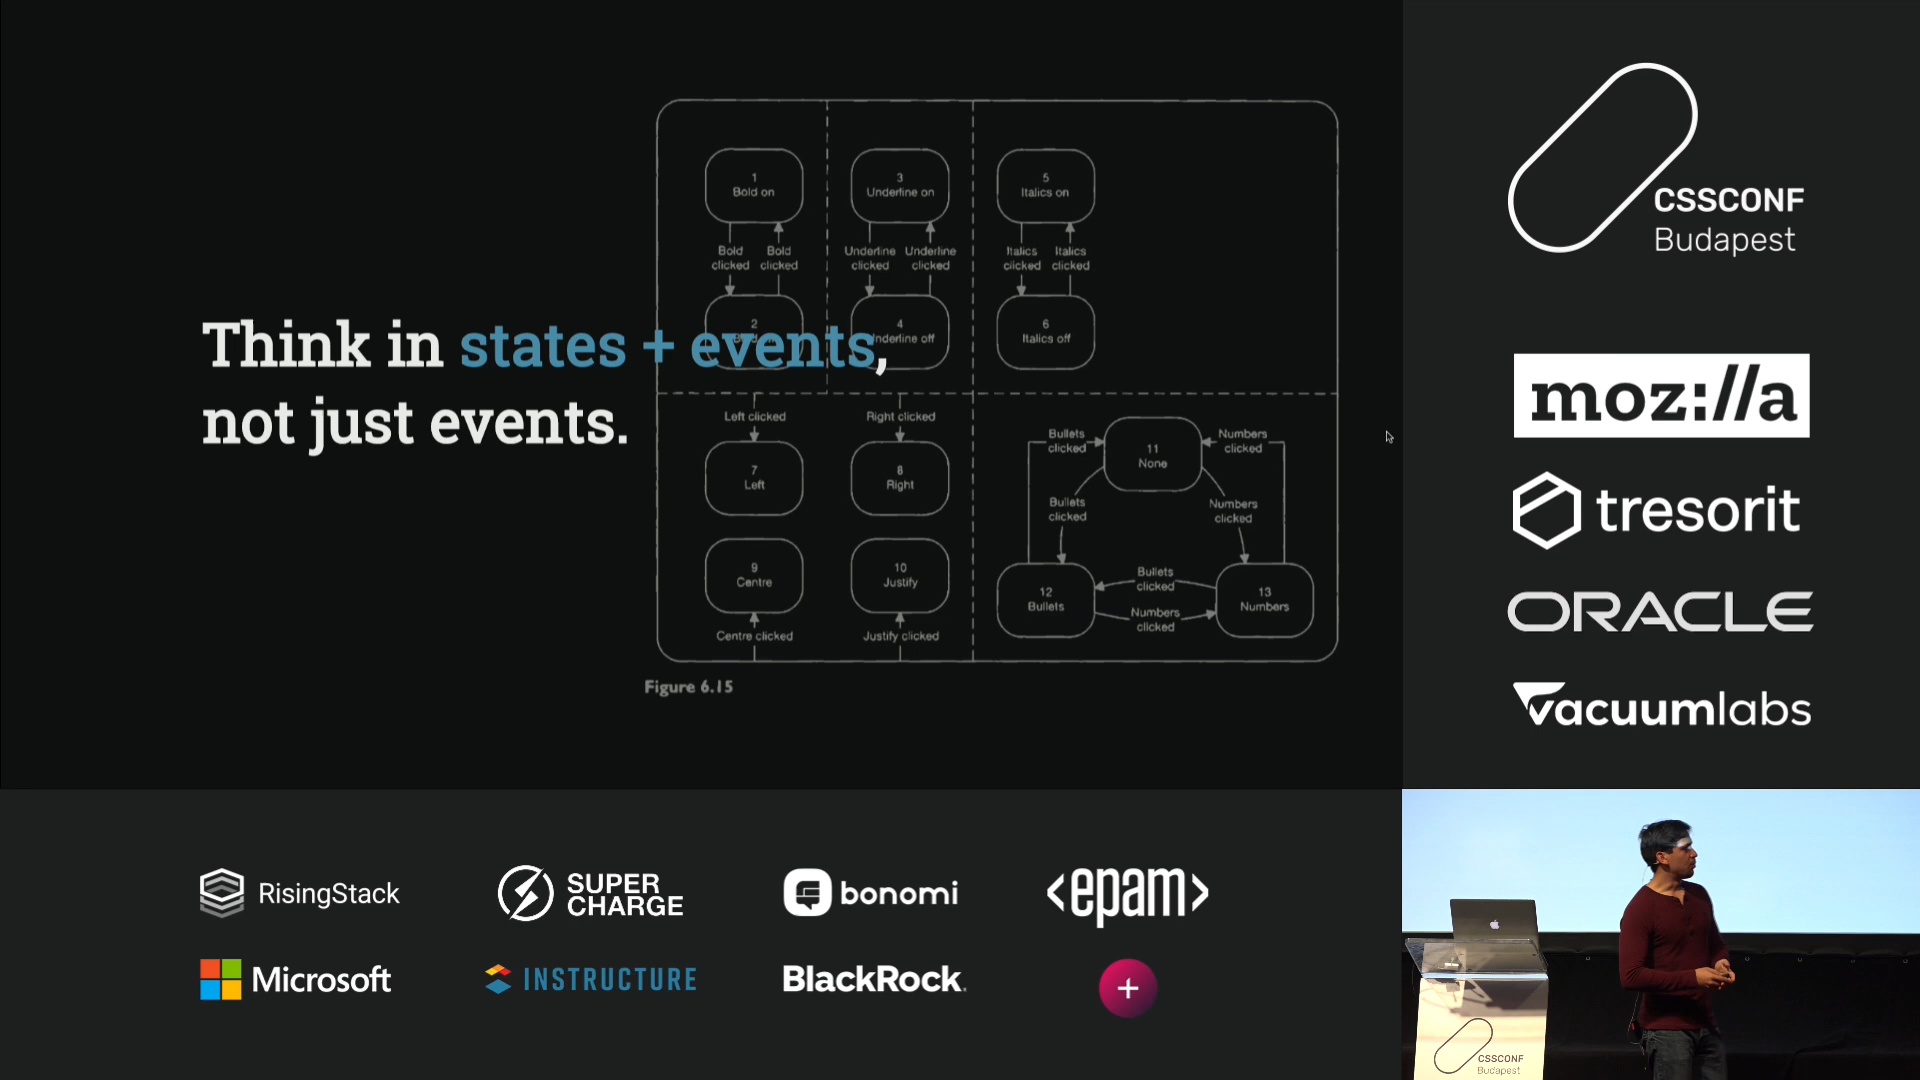 Think in states + events,
not just events.
1
Bold on
3
Underline on
5
Italics on
Bold clicked
Bold clicked
Underline clicked
Underline clicked
Italics clicked
Italics clicked
2
4
Underline off
6
Italics off
Left clicked
Right clicked
7
Left
8
Right
9
Centre
10
Justify
Centre clicked
Justify clicked
Bullets clicked
11
None
Numbers clicked
Bullets clicked
Numbers clicked
12
Bullets
Bullets clicked
Numbers clicked
13
Numbers
Figure 6.15
CSSCONF
Budapest
moz://a
tresorit
ORACLE
vacuumlabs
RisingStack
SUPER
CHARGE
bonomi
<epam>
Microsoft
INSTRUCTURE
BlackRock.
+
CSSCONF
Budapest